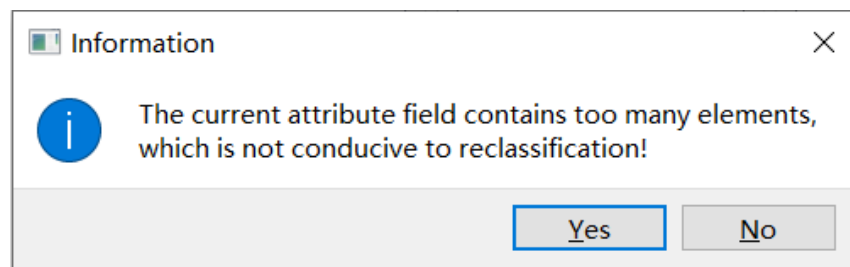 Information
The current attribute field contains too many elements,
which is not conducive to reclassification!
Yes
No